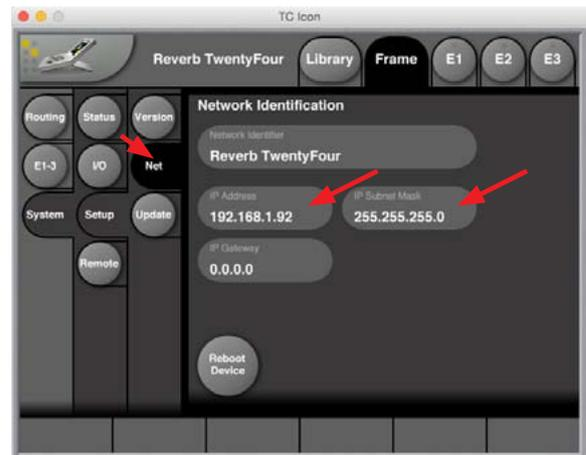 TC Icon
Reverb TwentyFour
Library
Frame
E1
E2
E3
Routing
Status
Version
E1-3
I/O
Net
System
Setup
Update
Remote
Network Identification
Network Identifier
Reverb TwentyFour
IP Address
IP Subnet Mask
192.168.1.92
255.255.255.0
IP Gateway
0.0.0.0
Reboot
Device